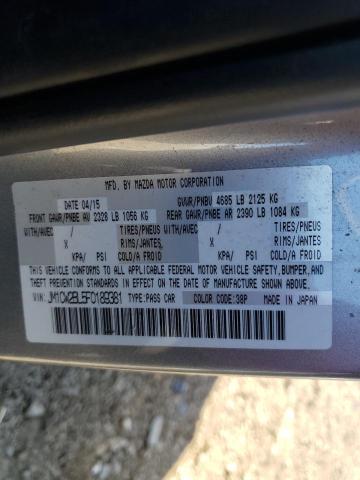 MFD. BY MAZDA MOTOR CORPORATION
DATE 04/15 GVWR/PNBV 4685 LB 2125 KG
FRONT GAWR/PNBE AV 2328 LB 1056 KG REAR GAWR/PNBE AR 2390 LB 1084 KG
WITH/AVEC / TIRES/PNEUS WITH/AVEC / TIRES/PNEUS
X RIMS/JANTES X RIMS/JANTES
KPA/ PSI COLD/A FROID KPA/ PSI COLD/A FROID
THIS VEHICLE CONFORMS TO ALL APPLICABLE FEDERAL MOTOR VEHICLE SAFETY, BUMPER, AND
THEFT PREVENTION STANDARDS IN EFFECT ON THE DATE OF MANUFACTURE SHOWN ABOVE.
VIN: JM1CW2BL5F0189381 TYPE: PASS CAR COLOR CODE: 38P MADE IN JAPAN